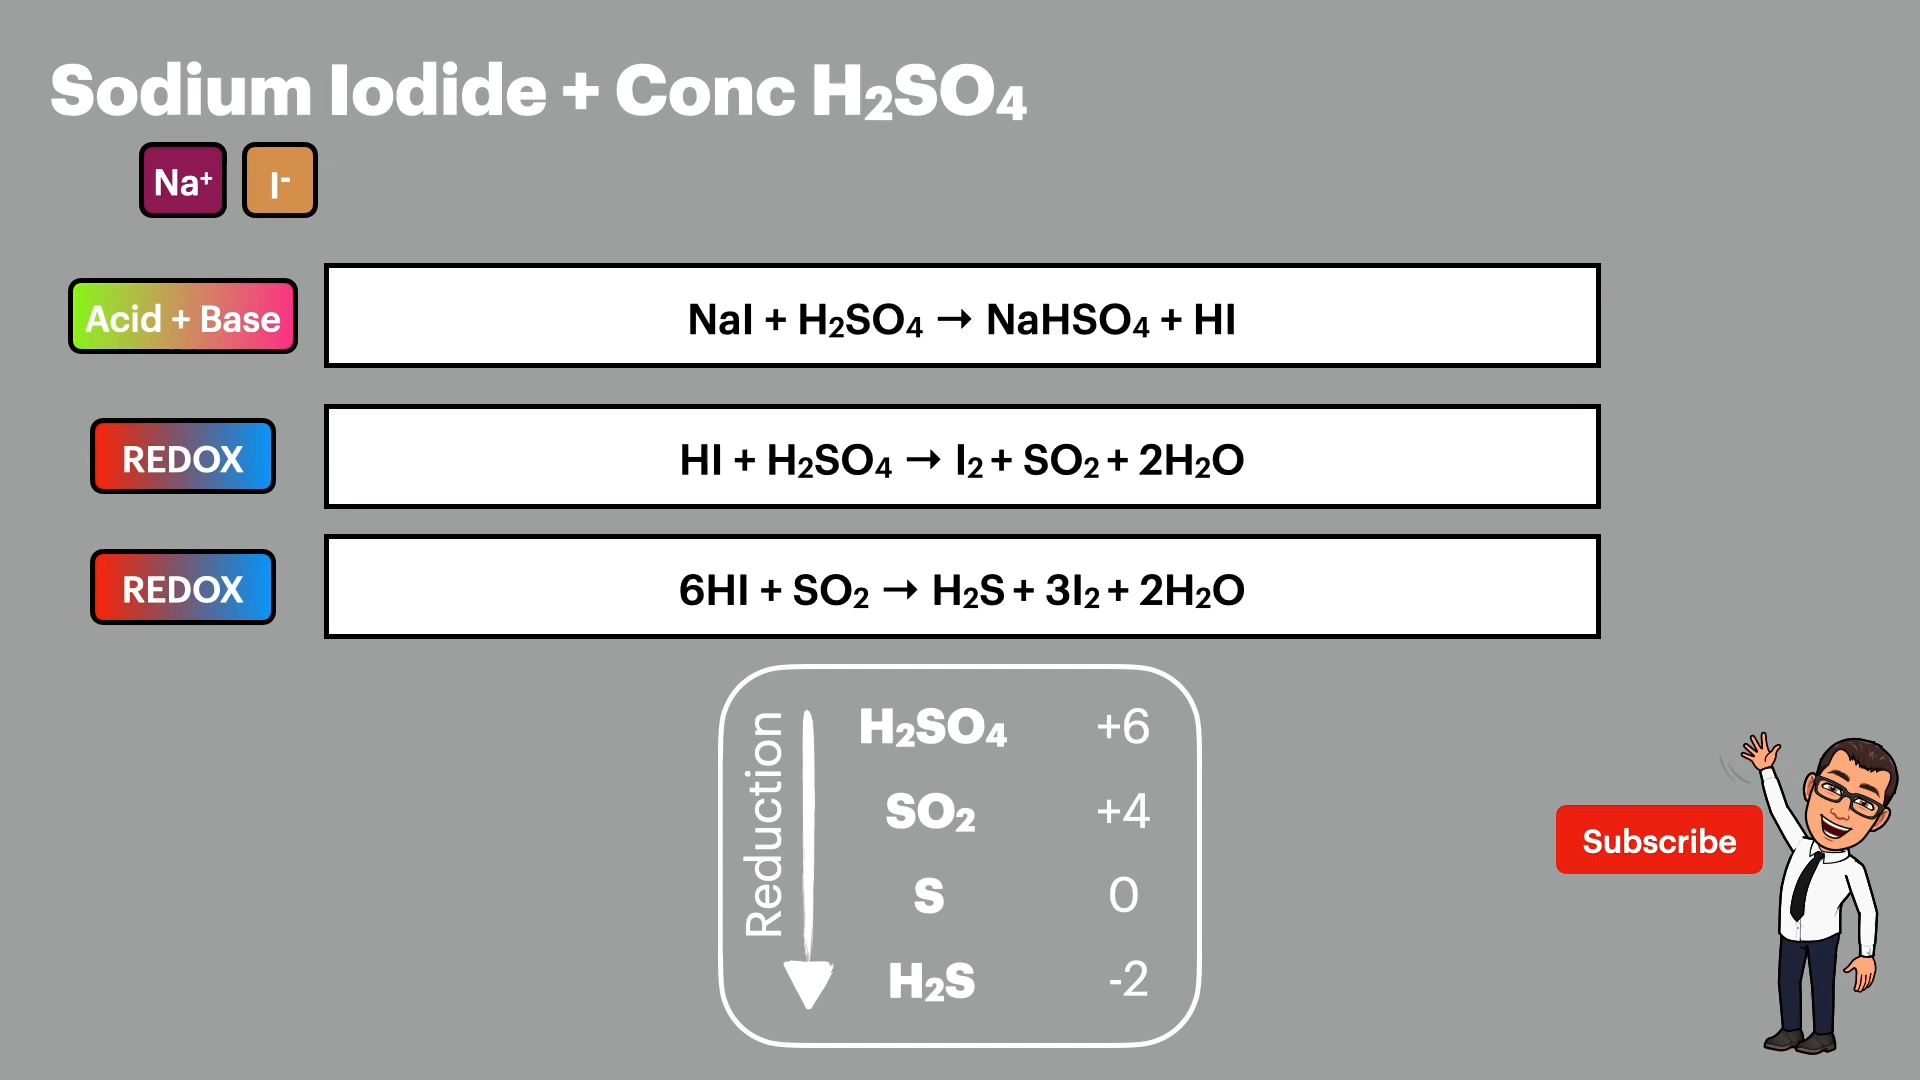 Sodium Iodide + Conc H₂SO₄
Na⁺ I⁻
Acid + Base NaI + H₂SO₄ → NaHSO₄ + HI
REDOX HI + H₂SO₄ → I₂ + SO₂ + 2H₂O
REDOX 6HI + SO₂ → H₂S + 3I₂ + 2H₂O
Reduction
H₂SO₄ +6
SO₂ +4
S 0
H₂S -2
Subscribe